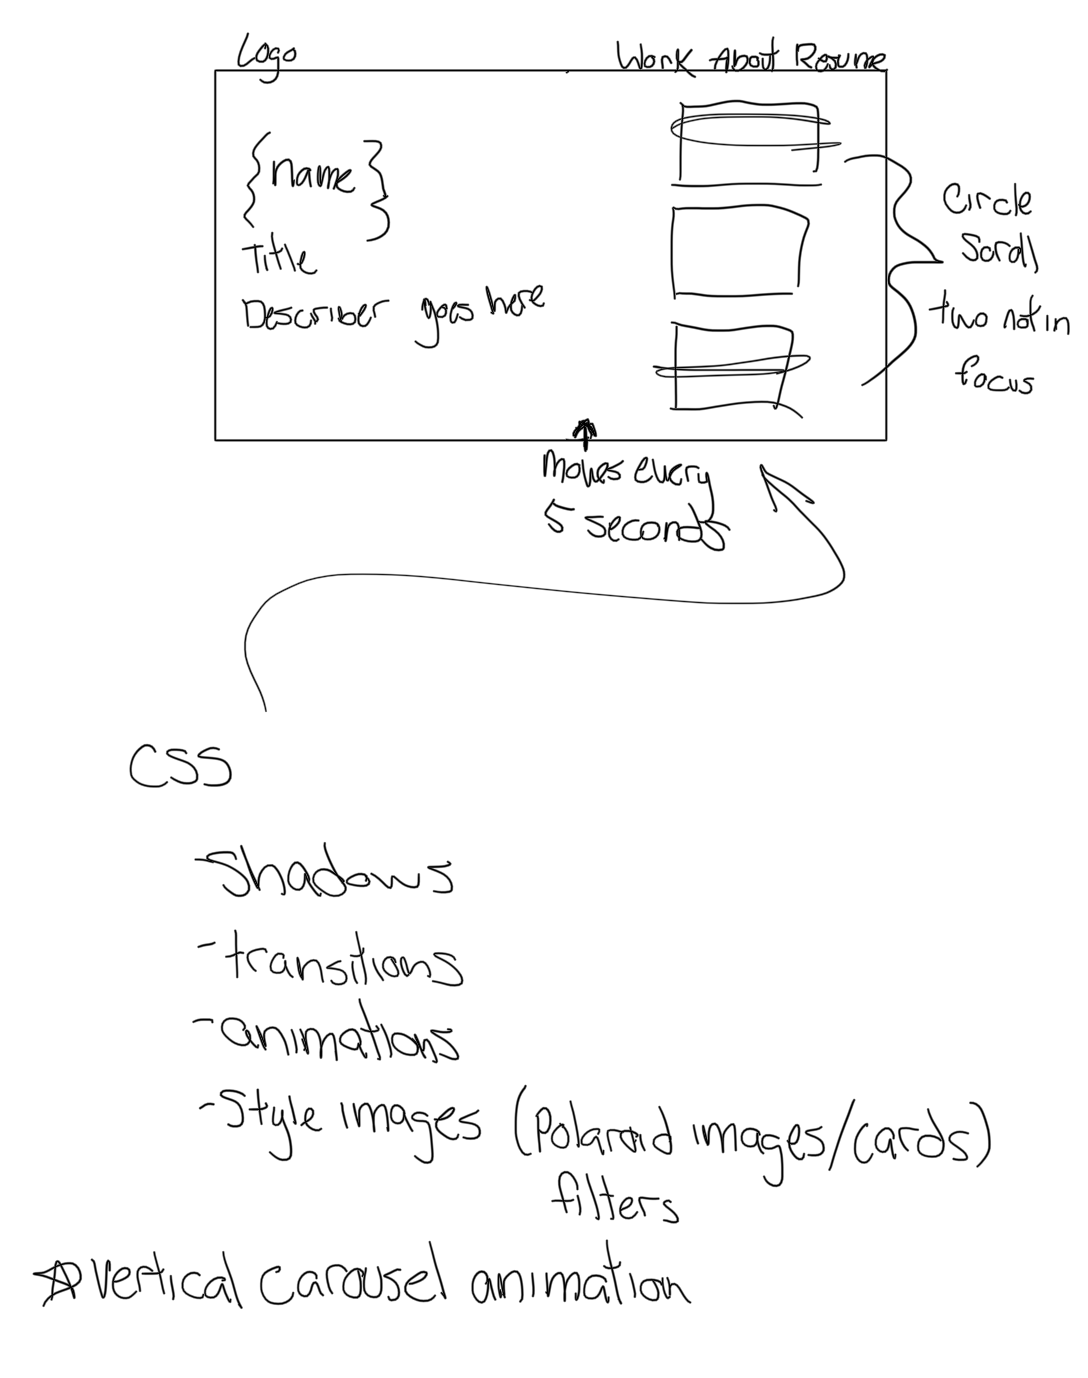 Logo
Work About Resume
{name}
Title
Describer goes here
Circle
Scroll
two not in
focus
moves every
5 seconds
CSS
-Shadows
-transitions
-animations
-Style images (Polaroid images/cards)
filters
Vertical carousel animation